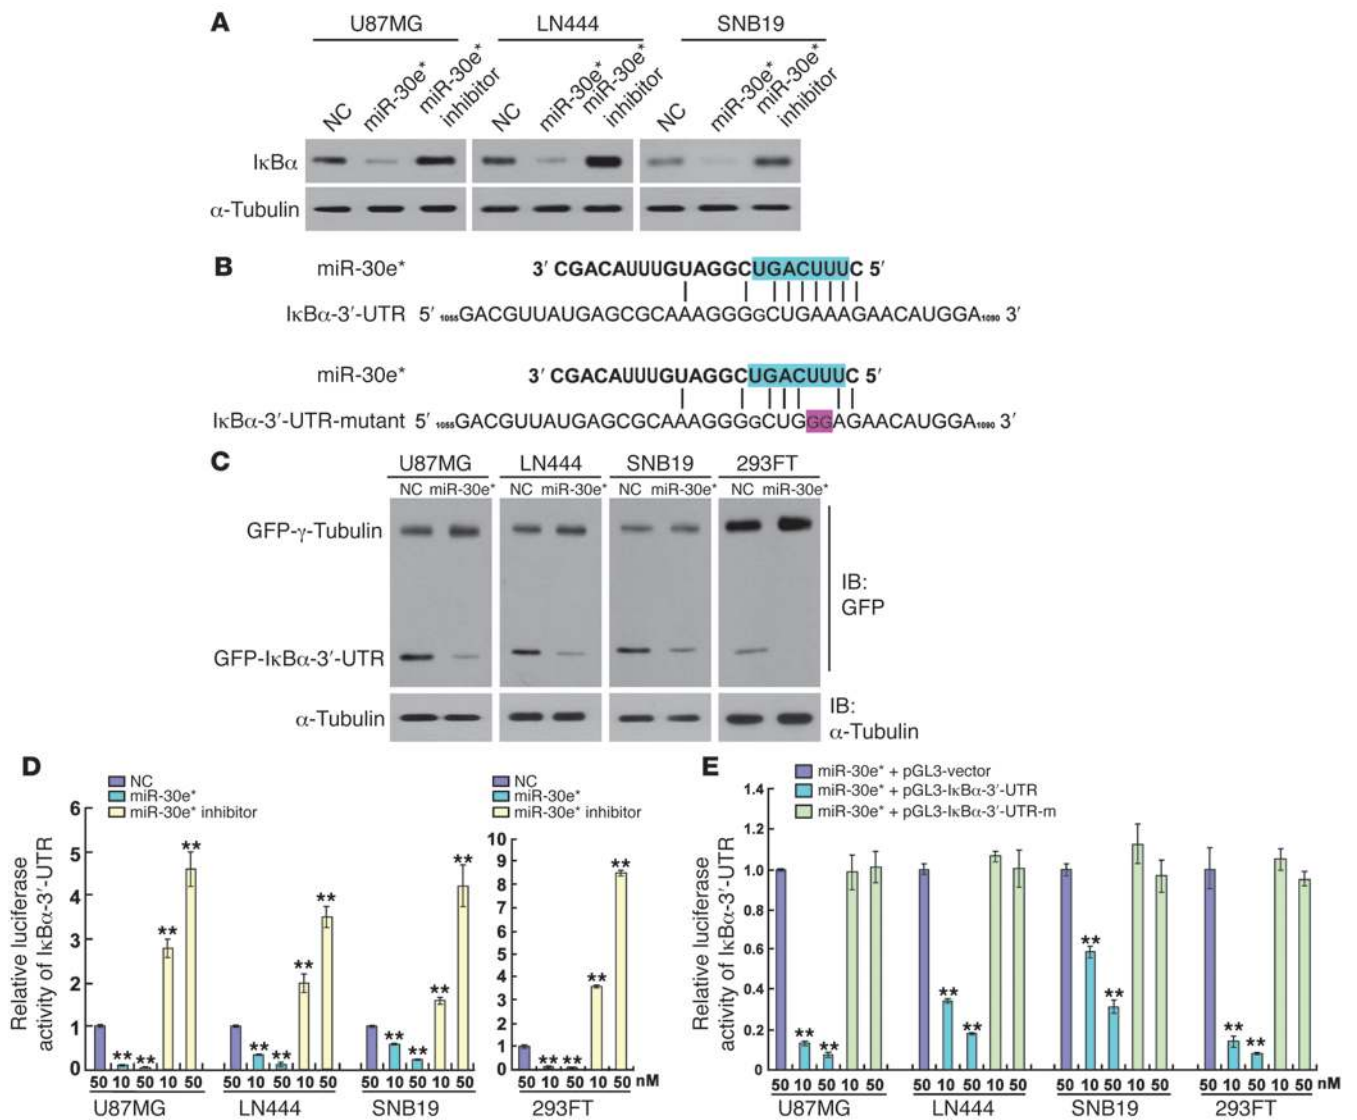 A
U87MG LN444 SNB19
NC miR-30e* miR-30e* inhibitor NC miR-30e* miR-30e* inhibitor NC miR-30e* miR-30e* inhibitor
IκBα
α-Tubulin
B
miR-30e* 3′ CGACAUUUGUAGGCUGACUUUC 5′
IκBα-3′-UTR 5′ 1055GACGUUAUGAGCGCAAAGGGGCUGAAAGAACAUGGA1090 3′
miR-30e* 3′ CGACAUUUGUAGGCUGACUUUC 5′
IκBα-3′-UTR-mutant 5′ 1055GACGUUAUGAGCGCAAAGGGGCUGGGAGAACAUGGA1090 3′
C
U87MG LN444 SNB19 293FT
NC miR-30e* NC miR-30e* NC miR-30e* NC miR-30e*
GFP-γ-Tubulin
IB:
GFP
GFP-IκBα-3′-UTR
α-Tubulin
IB:
α-Tubulin
D
NC
miR-30e*
miR-30e* inhibitor
Relative luciferase
activity of IκBα-3′-UTR
6
5
4
3
2
1
0
** ** ** ** ** ** ** ** ** ** ** **
50 10 50 10 50 50 10 50 10 50 50 10 50 10 50
U87MG LN444 SNB19
NC
miR-30e*
miR-30e* inhibitor
10
9
8
7
6
5
4
3
2
1
0
** ** ** **
50 10 50 10 50 nM
293FT
E
miR-30e* + pGL3-vector
miR-30e* + pGL3-IκBα-3′-UTR
miR-30e* + pGL3-IκBα-3′-UTR-m
Relative luciferase
activity of IκBα-3′-UTR
1.4
1.2
1.0
0.8
0.6
0.4
0.2
0
** ** ** ** ** ** ** **
50 10 50 10 50 50 10 50 10 50 50 10 50 10 50 50 10 50 10 50 nM
U87MG LN444 SNB19 293FT